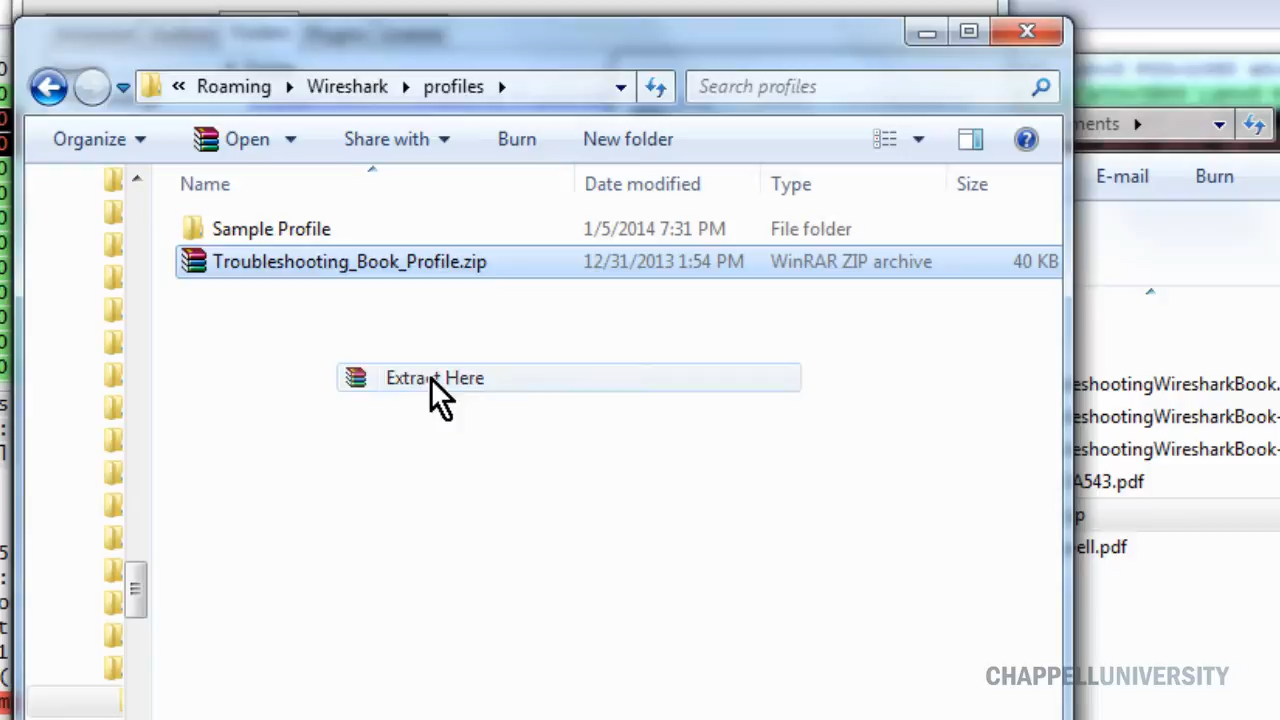 « Roaming Wireshark profiles
Search profiles
ments
Organize Open Share with Burn New folder
E-mail Burn
Name Date modified Type Size
Sample Profile 1/5/2014 7:31 PM File folder
Troubleshooting_Book_Profile.zip 12/31/2013 1:54 PM WinRAR ZIP archive 40 KB
Extract Here
eshootingWiresharkBook.
eshootingWiresharkBook-
eshootingWiresharkBook-
A543.pdf
p
ell.pdf
CHAPPELLUNIVERSITY